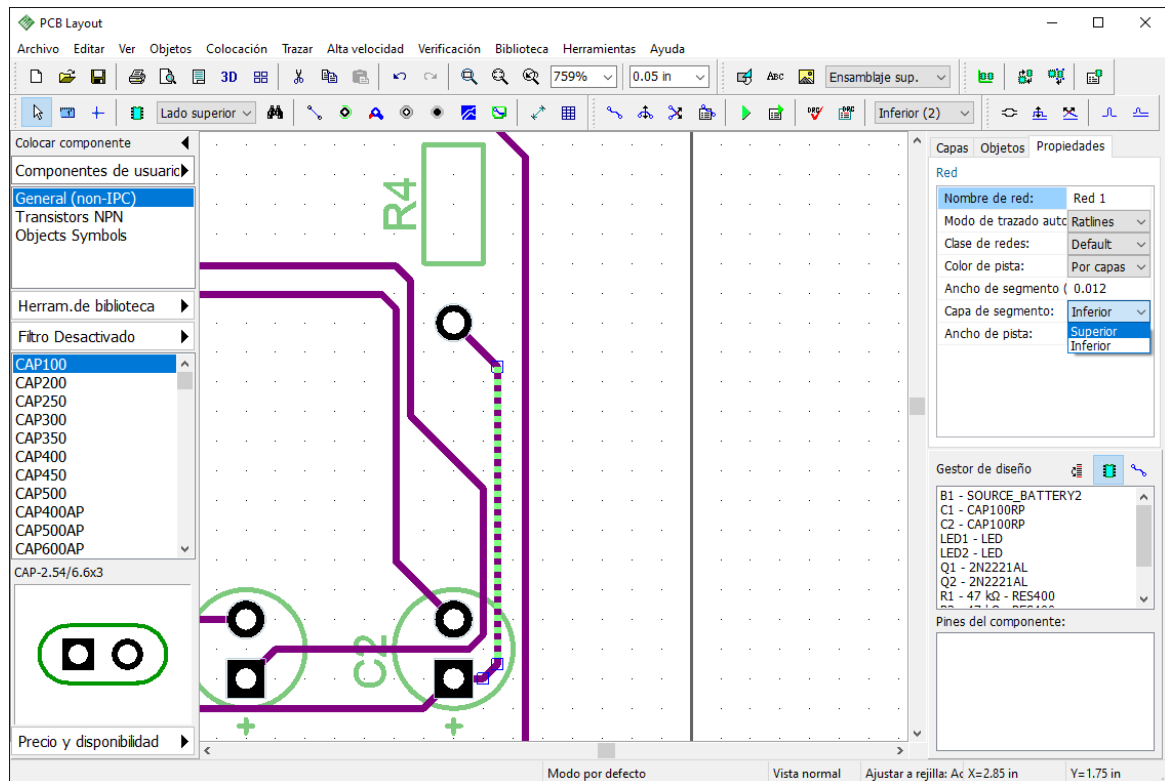 PCB Layout
Archivo Editar Ver Objetos Colocación Trazar Alta velocidad Verificación Biblioteca Herramientas Ayuda
3D 759% 0.05 in ABC Ensamblaje sup.
Lado superior DRC DRC Inferior (2)
Colocar componente
Componentes de usuaric
General (non-IPC)
Transistors NPN
Objects Symbols
Herram.de biblioteca
Filtro Desactivado
CAP100
CAP200
CAP250
CAP300
CAP350
CAP400
CAP450
CAP500
CAP400AP
CAP500AP
CAP600AP
CAP-2.54/6.6x3
Precio y disponibilidad
R4
C2
+
+
Capas Objetos Propiedades
Red
Nombre de red: Red 1
Modo de trazado autc Ratlines
Clase de redes: Default
Color de pista: Por capas
Ancho de segmento ( 0.012
Capa de segmento: Inferior
Superior
Inferior
Ancho de pista:
Gestor de diseño
B1 - SOURCE_BATTERY2
C1 - CAP100RP
C2 - CAP100RP
LED1 - LED
LED2 - LED
Q1 - 2N2221AL
Q2 - 2N2221AL
R1 - 47 kΩ - RES400
Pines del componente:
Modo por defecto Vista normal Ajustar a rejilla: Ac X=2.85 in Y=1.75 in